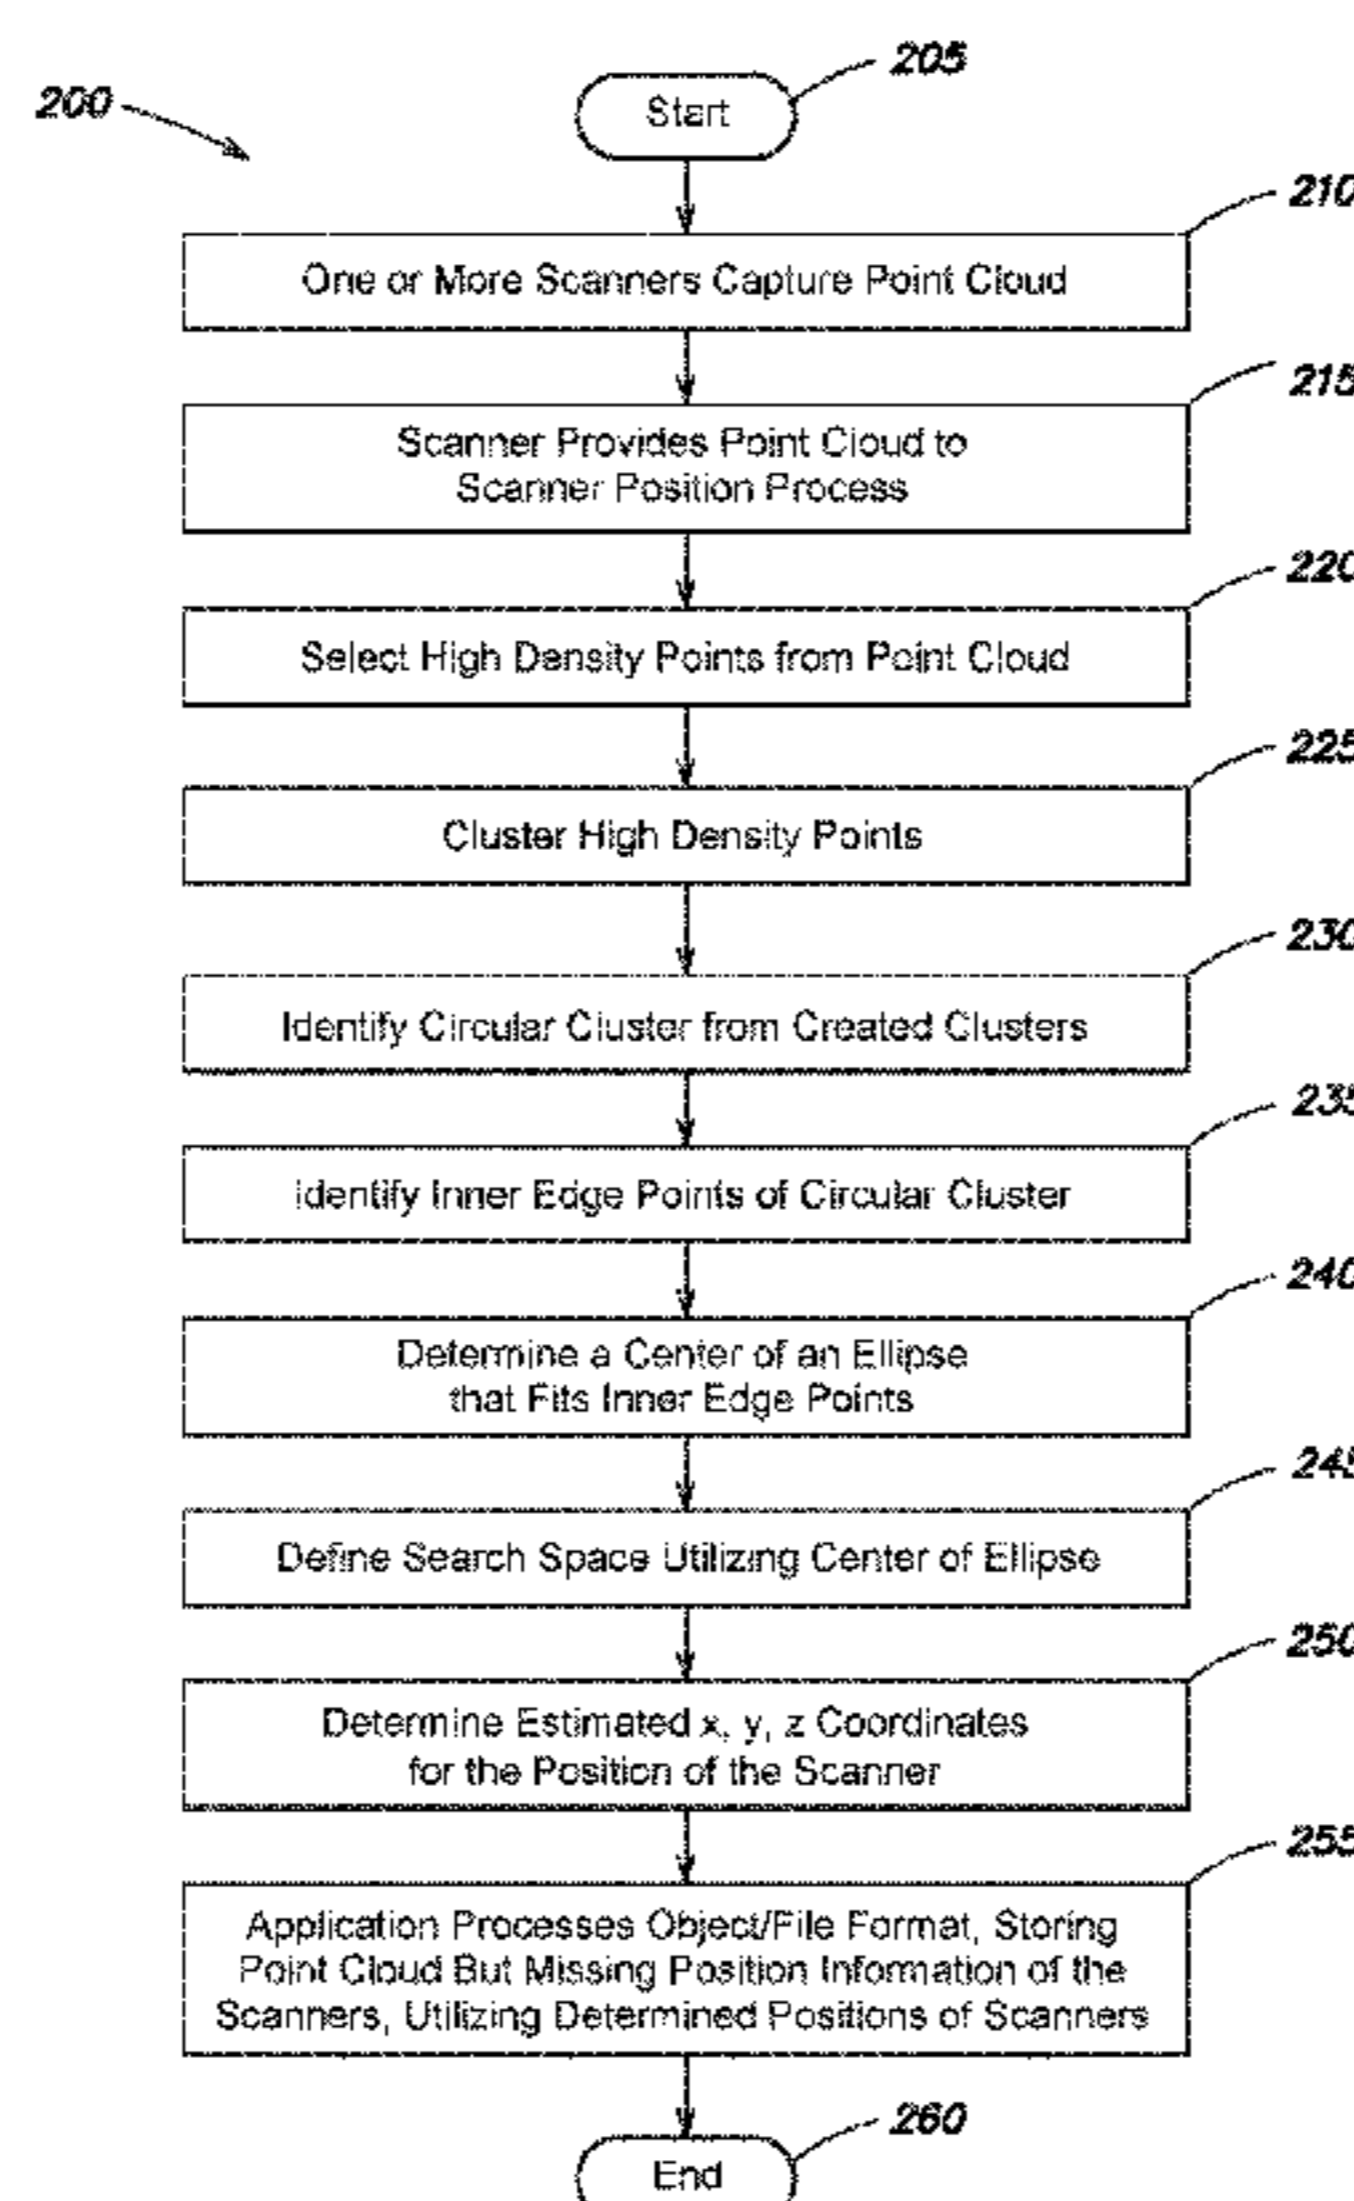 200
205
Start
210
One or More Scanners Capture Point Cloud
215
Scanner Provides Point Cloud to
Scanner Position Process
220
Select High Density Points from Point Cloud
225
Cluster High Density Points
230
Identify Circular Cluster from Created Clusters
235
Identify Inner Edge Points of Circular Cluster
240
Determine a Center of an Ellipse
that Fits Inner Edge Points
245
Define Search Space Utilizing Center of Ellipse
250
Determine Estimated x, y, z Coordinates
for the Position of the Scanner
255
Application Processes Object/File Format, Storing
Point Cloud But Missing Position Information of the
Scanners, Utilizing Determined Positions of Scanners
260
End